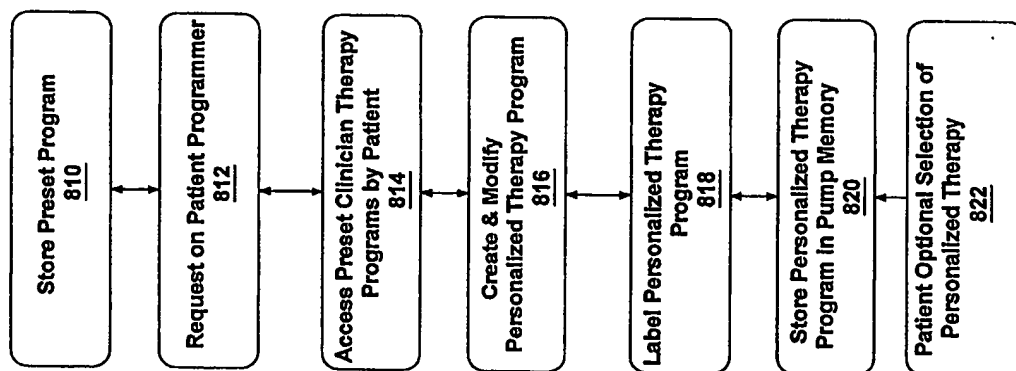 Store Preset Program
810
Request on Patient Programmer
812
Access Preset Clinician Therapy
Programs by Patient
814
Create & Modify
Personalized Therapy Program
816
Label Personalized Therapy
Program
818
Store Personalized Therapy
Program in Pump Memory
820
Patient Optional Selection of
Personalized Therapy
822